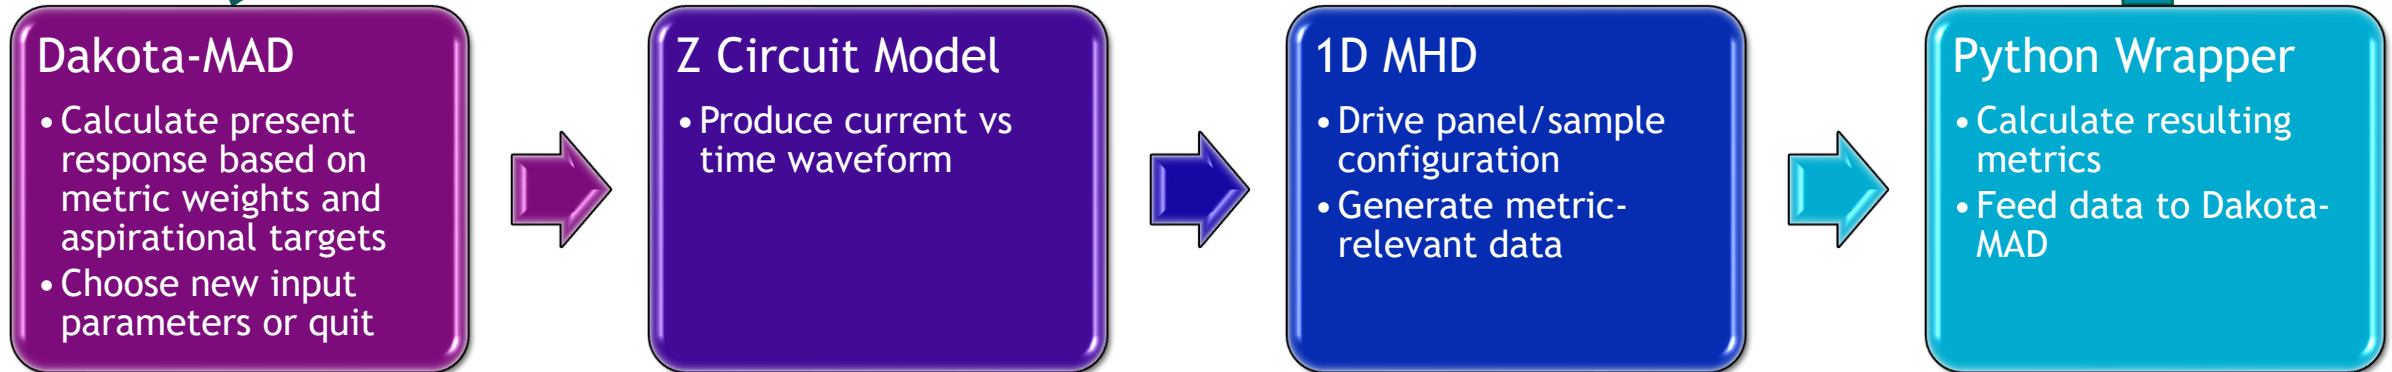 Dakota-MAD
• Calculate present
response based on
metric weights and
aspirational targets
• Choose new input
parameters or quit
Z Circuit Model
• Produce current vs
time waveform
1D MHD
• Drive panel/sample
configuration
• Generate metric-
relevant data
Python Wrapper
• Calculate resulting
metrics
• Feed data to Dakota-
MAD